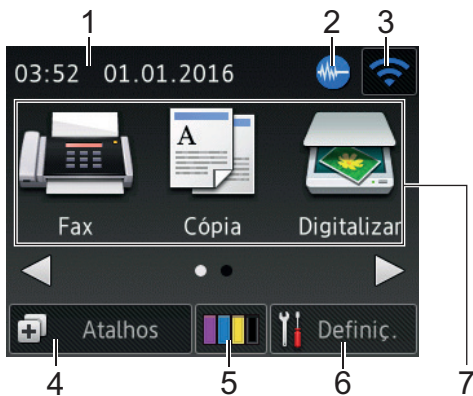 1 2 3
03:52 01.01.2016
A
Fax Cópia Digitalizar
Atalhos Definiç.
4 5 6 7